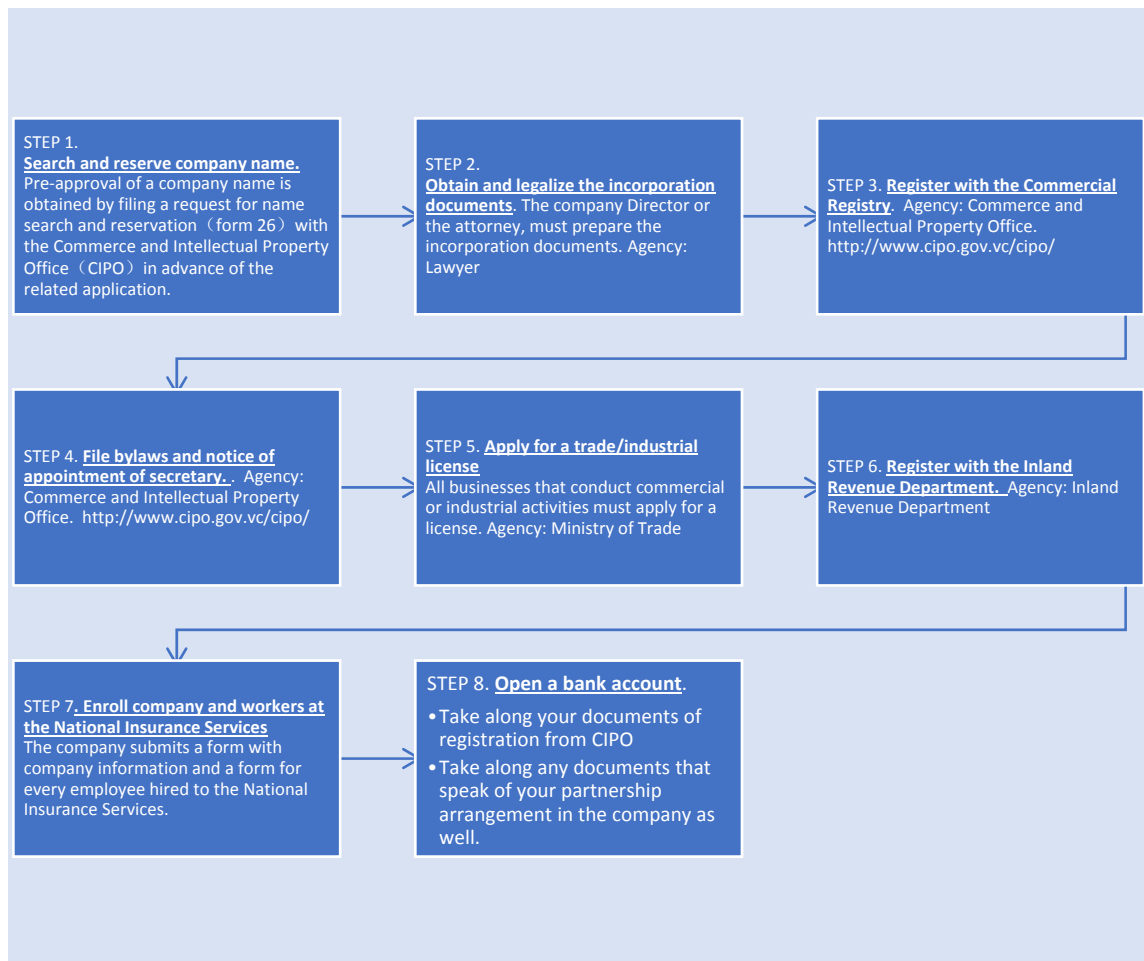 STEP 1.
Search and reserve company name.
Pre-approval of a company name is
obtained by filing a request for name
search and reservation（form 26）with
the Commerce and Intellectual Property
Office（CIPO）in advance of the
related application.
STEP 2.
Obtain and legalize the incorporation
documents. The company Director or
the attorney, must prepare the
incorporation documents. Agency:
Lawyer
STEP 3. Register with the Commercial
Registry.  Agency: Commerce and
Intellectual Property Office.
http://www.cipo.gov.vc/cipo/
STEP 4. File bylaws and notice of
appointment of secretary. .  Agency:
Commerce and Intellectual Property
Office.  http://www.cipo.gov.vc/cipo/
STEP 5. Apply for a trade/industrial
license
All businesses that conduct commercial
or industrial activities must apply for a
license. Agency: Ministry of Trade
STEP 6. Register with the Inland
Revenue Department. Agency: Inland
Revenue Department
STEP 7. Enroll company and workers at
the National Insurance Services
The company submits a form with
company information and a form for
every employee hired to the National
Insurance Services.
STEP 8. Open a bank account.
•Take along your documents of
registration from CIPO
•Take along any documents that
speak of your partnership
arrangement in the company as
well.